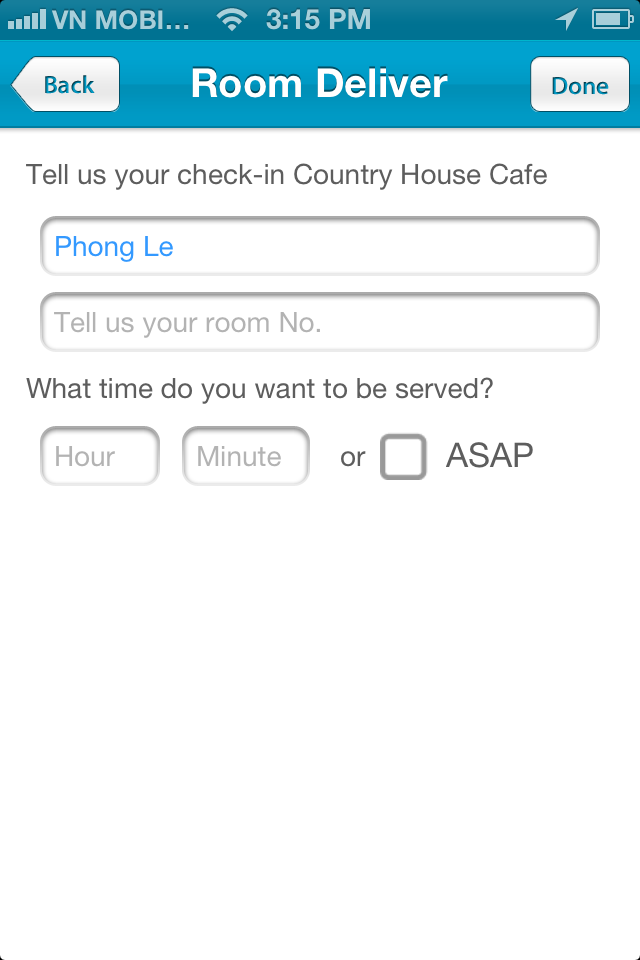 VN MOBI... 3:15 PM
Back Room Deliver Done
Tell us your check-in Country House Cafe
Phong Le
Tell us your room No.
What time do you want to be served?
Hour Minute or ASAP